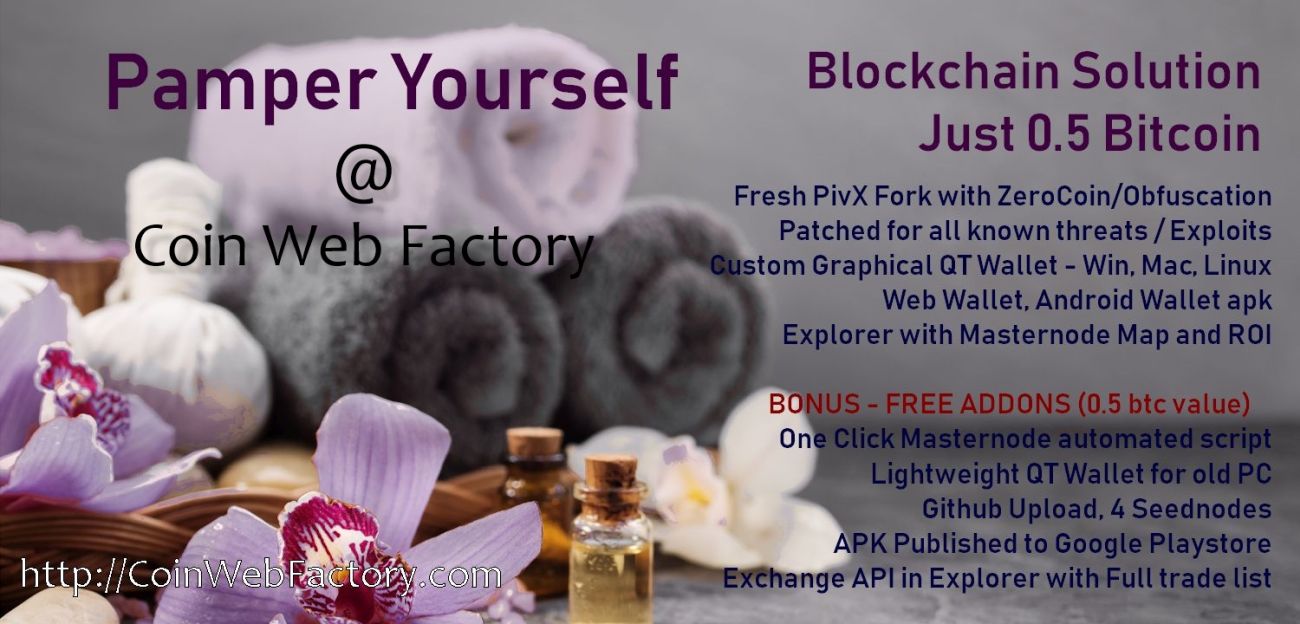 Pamper Yourself
@
Coin Web Factory
http://CoinWebFactory.com
Blockchain Solution
Just 0.5 Bitcoin
Fresh PivX Fork with ZeroCoin/Obfuscation
Patched for all known threats / Exploits
Custom Graphical QT Wallet - Win, Mac, Linux
Web Wallet, Android Wallet apk
Explorer with Masternode Map and ROI
BONUS - FREE ADDONS (0.5 btc value)
One Click Masternode automated script
Lightweight QT Wallet for old PC
Github Upload, 4 Seednodes
APK Published to Google Playstore
Exchange API in Explorer with Full trade list